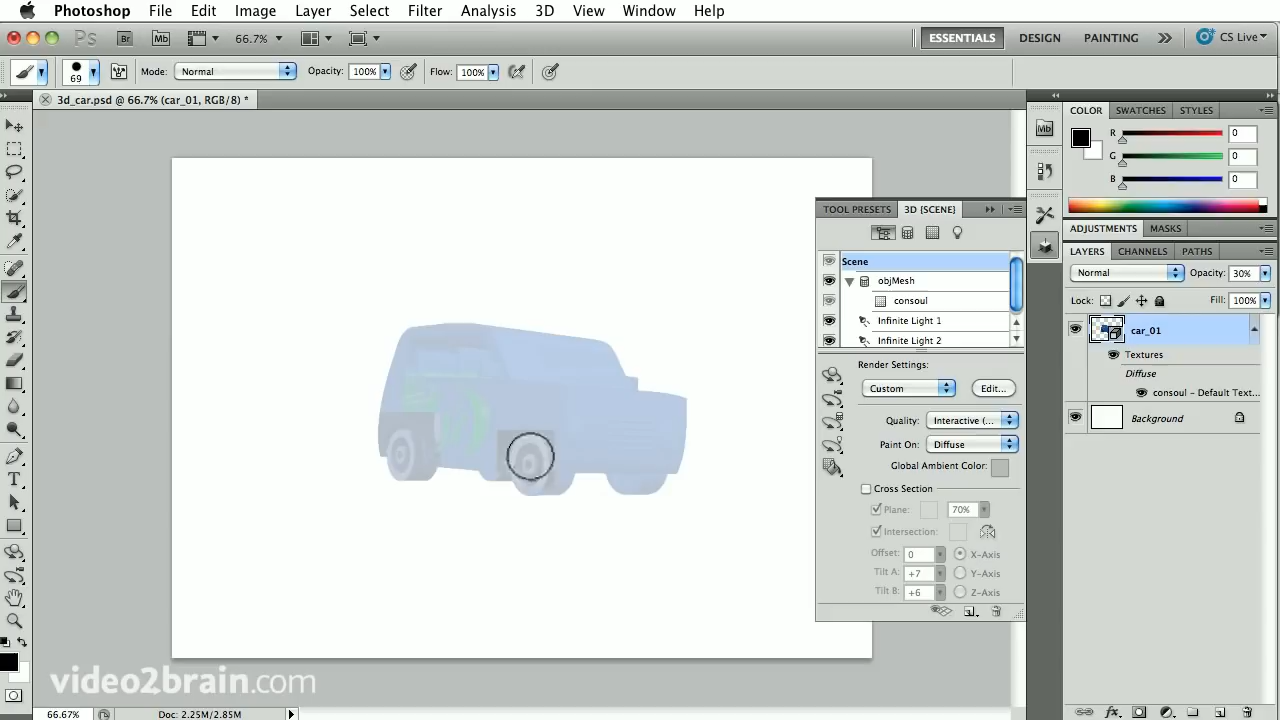 Photoshop File Edit Image Layer Select Filter Analysis 3D View Window Help
Ps Br Mb 66.7% ESSENTIALS DESIGN PAINTING CS Live
69 Mode: Normal Opacity: 100% Flow: 100%
3d_car.psd @ 66.7% (car_01, RGB/8) *
COLOR SWATCHES STYLES
Mb
R 0
G 0
B 0
TOOL PRESETS 3D {SCENE}
ADJUSTMENTS MASKS
LAYERS CHANNELS PATHS
Scene
objMesh
consoul
Infinite Light 1
Infinite Light 2
Normal Opacity: 30%
Lock: Fill: 100%
car_01
Textures
Diffuse
consoul - Default Text...
Background
Render Settings:
Custom Edit...
Quality: Interactive (...
Paint On: Diffuse
Global Ambient Color:
Cross Section
Plane: 70%
Intersection:
Offset: 0 X-Axis
Tilt A: +7 Y-Axis
Tilt B: +6 Z-Axis
T
video2brain.com
66.67% Doc: 2.25M/2.85M
fx